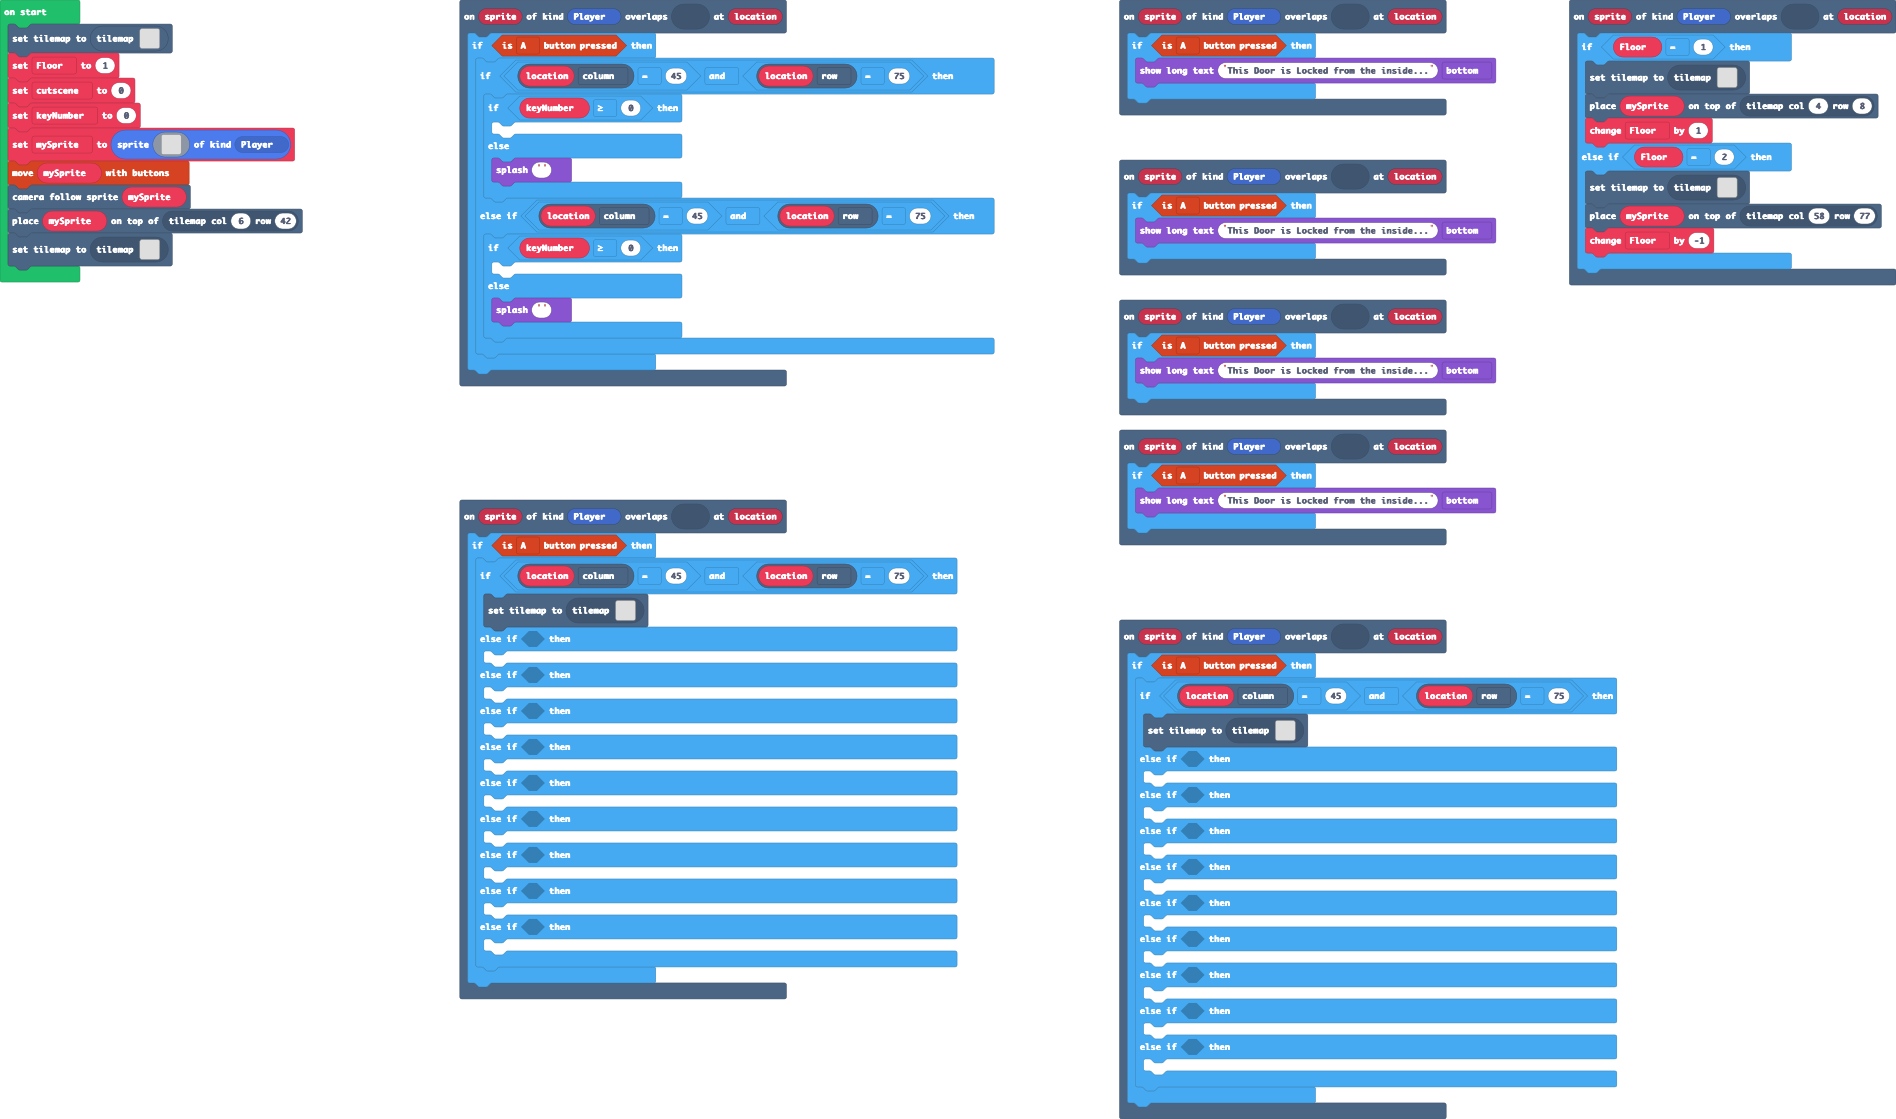 on start
set tilemap to tilemap
set Floor to 1
set cutscene to 0
set keyNumber to 0
set mySprite to sprite of kind Player
move mySprite with buttons
camera follow sprite mySprite
place mySprite on top of tilemap col 6 row 42
set tilemap to tilemap
on sprite of kind Player overlaps at location
if is A button pressed then
if location column = 45 and location row = 75 then
if keyNumber ≥ 0 then
else
splash " "
else if location column = 45 and location row = 75 then
if keyNumber ≥ 0 then
else
splash " "
on sprite of kind Player overlaps at location
if is A button pressed then
if location column = 45 and location row = 75 then
set tilemap to tilemap
else if then
else if then
else if then
else if then
else if then
else if then
else if then
else if then
else if then
on sprite of kind Player overlaps at location
if is A button pressed then
show long text "This Door is Locked from the inside..." bottom
on sprite of kind Player overlaps at location
if is A button pressed then
show long text "This Door is Locked from the inside..." bottom
on sprite of kind Player overlaps at location
if is A button pressed then
show long text "This Door is Locked from the inside..." bottom
on sprite of kind Player overlaps at location
if is A button pressed then
show long text "This Door is Locked from the inside..." bottom
on sprite of kind Player overlaps at location
if is A button pressed then
if location column = 45 and location row = 75 then
set tilemap to tilemap
else if then
else if then
else if then
else if then
else if then
else if then
else if then
else if then
else if then
on sprite of kind Player overlaps at location
if Floor = 1 then
set tilemap to tilemap
place mySprite on top of tilemap col 4 row 8
change Floor by 1
else if Floor = 2 then
set tilemap to tilemap
place mySprite on top of tilemap col 58 row 77
change Floor by -1